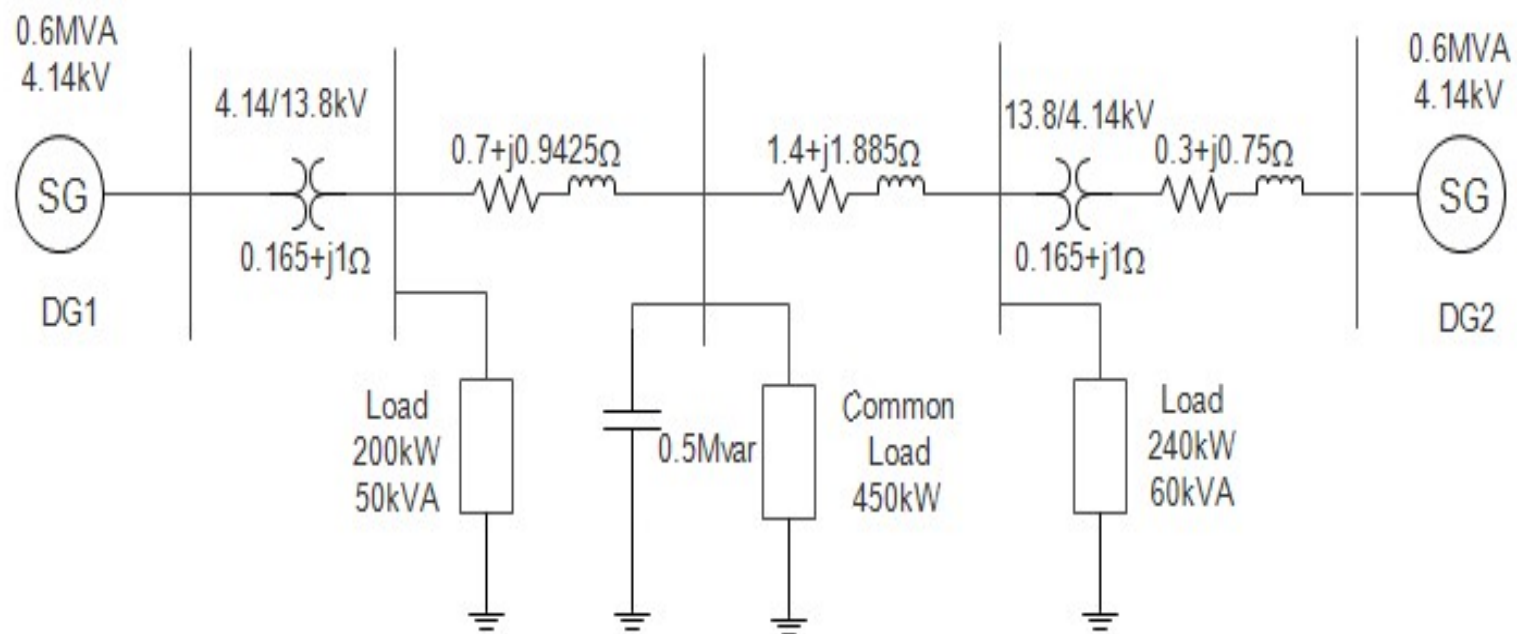 0.6MVA
4.14kV
SG
DG1
4.14/13.8kV
0.165+j1Ω
0.7+j0.9425Ω
1.4+j1.885Ω
13.8/4.14kV
0.165+j1Ω
0.3+j0.75Ω
0.6MVA
4.14kV
SG
DG2
Load
200kW
50kVA
0.5Mvar
Common
Load
450kW
Load
240kW
60kVA